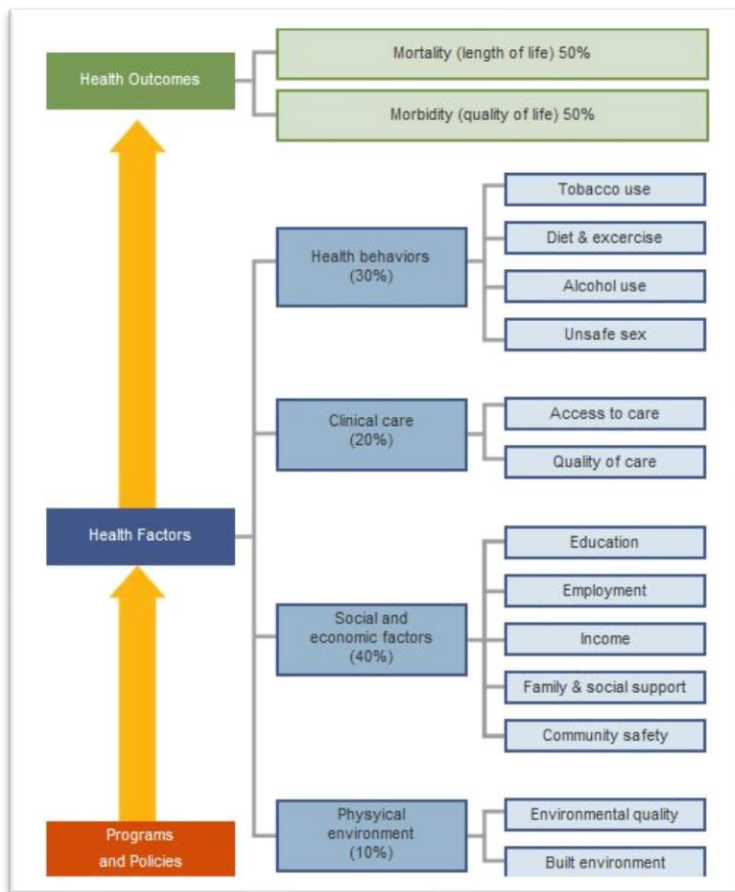 Health Outcomes
Mortality (length of life) 50%
Morbidity (quality of life) 50%
Health Factors
Health behaviors
(30%)
Tobacco use
Diet & excercise
Alcohol use
Unsafe sex
Clinical care
(20%)
Access to care
Quality of care
Social and
economic factors
(40%)
Education
Employment
Income
Family & social support
Community safety
Programs
and Policies
Physyical
environment
(10%)
Environmental quality
Built environment